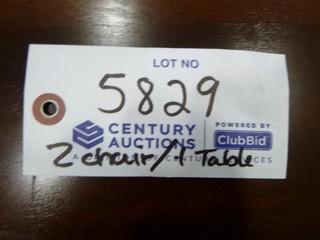 LOT NO
5829
CENTURY AUCTIONS
POWERED BY
ClubBid
2 chair/1 Table